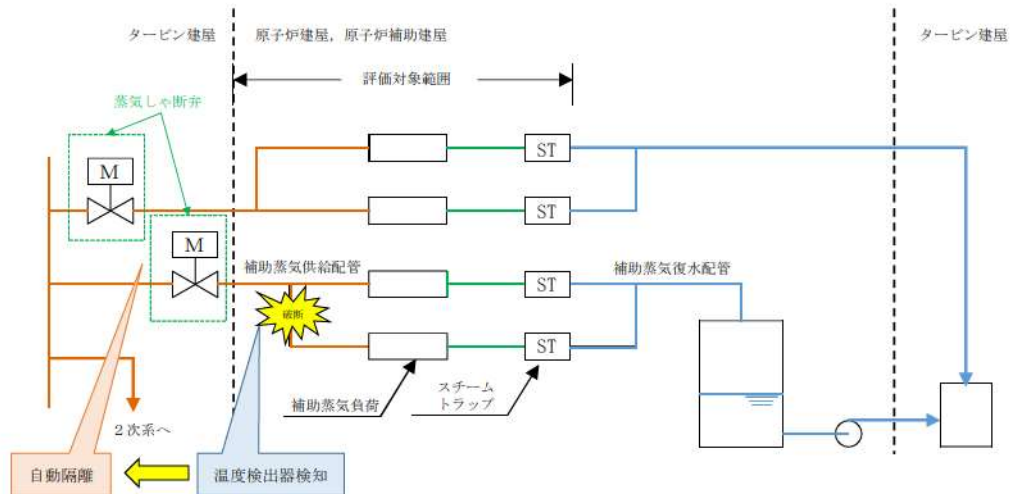 タービン建屋
原子炉建屋，原子炉補助建屋
タービン建屋
評価対象範囲
蒸気しゃ断弁
M
ST
ST
M
補助蒸気供給配管
補助蒸気復水配管
ST
破断
ST
スチーム
トラップ
補助蒸気負荷
２次系へ
自動隔離
温度検出器検知